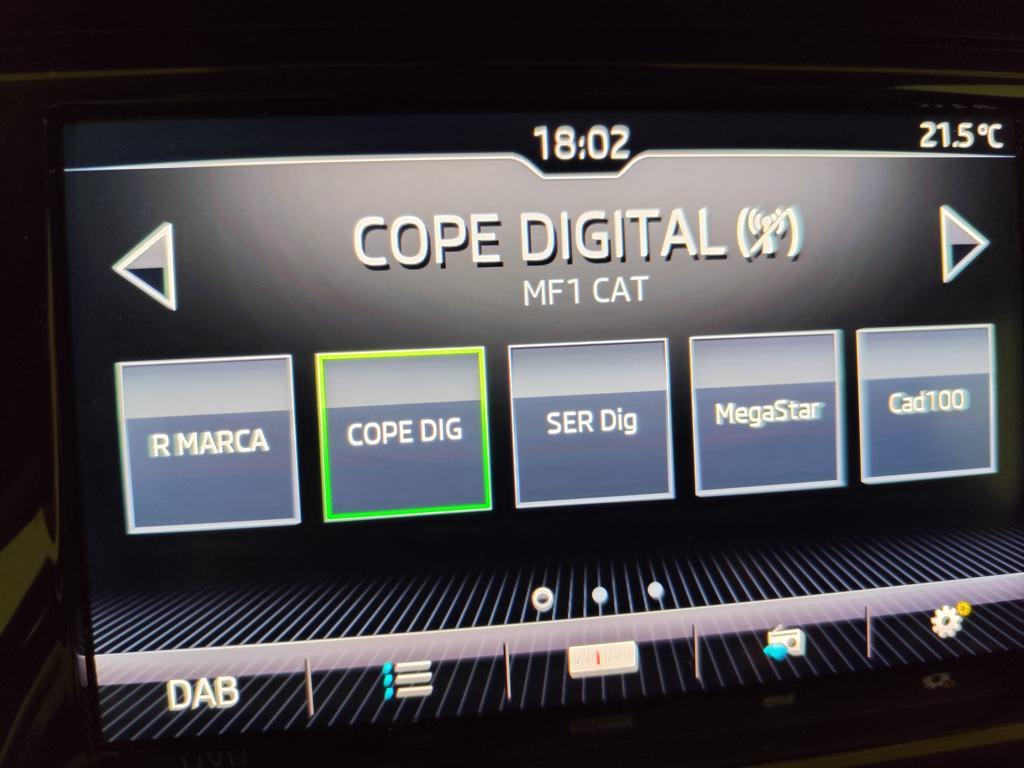 18:02
21.5°C
COPE DIGITAL
MF1 CAT
R MARCA
COPE DIG
SER Dig
MegaStar
Cad100
DAB